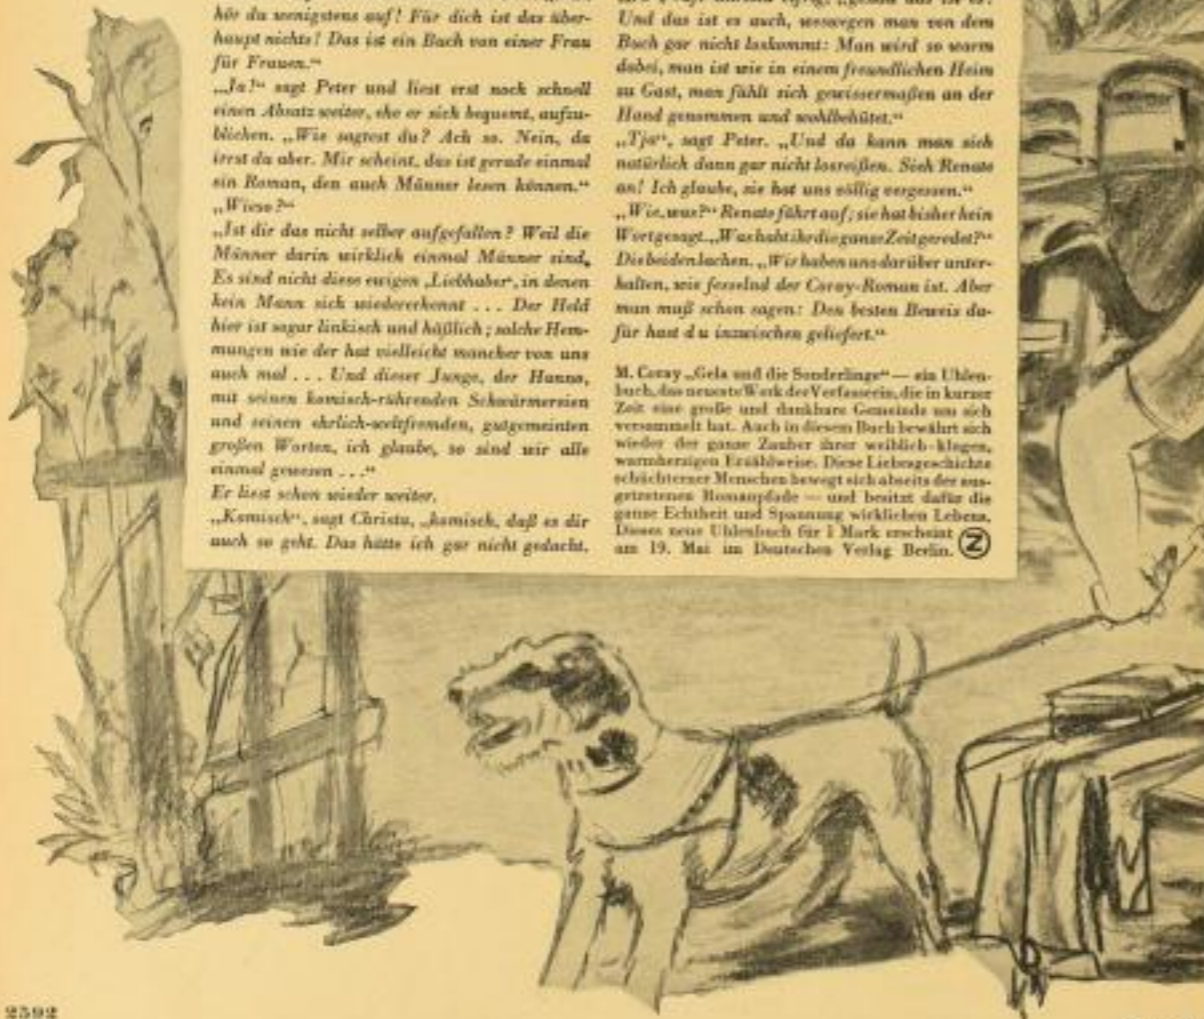 hör du wenigstens auf! Für dich ist das über-
haupt nichts! Das ist ein Buch von einer Frau
für Frauen.“
„Ja?“ sagt Peter und liest erst noch schnell
einen Absatz weiter, ehe er sich bequemt, aufzu-
blicken. „Wie sagtest du? Ach so. Nein, da
irrst du aber. Mir scheint, das ist gerade einmal
ein Roman, den auch Männer lesen können.“
„Wieso?“
„Ist dir das nicht selber aufgefallen? Weil die
Männer darin wirklich einmal Männer sind.
Es sind nicht diese ewigen ‚Liebhaber‘, in denen
kein Mann sich wiedererkennt . . . Der Held
hier ist sogar linkisch und häßlich; solche Hem-
mungen wie der hat vielleicht mancher von uns
auch mal . . . Und dieser Junge, der Hanno,
mit seinen komisch-rührenden Schwärmereien
und seinen ehrlich-weltfremden, gutgemeinten
großen Worten, ich glaube, so sind wir alle
einmal gewesen . . .“
Er liest schon wieder weiter.
„Komisch“, sagt Christa, „komisch, daß es dir
auch so geht. Das hätte ich gar nicht gedacht.
Und das ist es auch, weswegen man von dem
Buch gar nicht loskommt: Man wird so warm
dabei, man ist wie in einem freundlichen Heim
zu Gast, man fühlt sich gewissermaßen an der
Hand genommen und wohlbehütet.“
„Tja“, sagt Peter. „Und da kann man sich
natürlich dann gar nicht losreißen. Sieh Renate
an! Ich glaube, sie hat uns völlig vergessen.“
„Wie, was?“ Renate fährt auf; sie hat bisher kein
Wort gesagt. „Was habt ihr die ganze Zeit geredet?“
Die beiden lachen. „Wir haben uns darüber unter-
halten, wie fesselnd der Coray-Roman ist. Aber
man muß schon sagen: Den besten Beweis da-
für hast du inzwischen geliefert.“
M. Coray „Gela und die Sonderlinge“ — ein Uhlen-
buch, das neueste Werk der Verfasserin, die in kurzer
Zeit eine große und dankbare Gemeinde um sich
versammelt hat. Auch in diesem Buch bewährt sich
wieder der ganze Zauber ihrer weiblich-klugen,
warmherzigen Erzählweise. Diese Liebesgeschichte
schüchterner Menschen bewegt sich abseits der aus-
getretenen Romanpfade — und besitzt dafür die
ganze Echtheit und Spannung wirklichen Lebens.
Dieses neue Uhlenbuch für 1 Mark erscheint
am 19. Mai im Deutschen Verlag Berlin. Z
2592